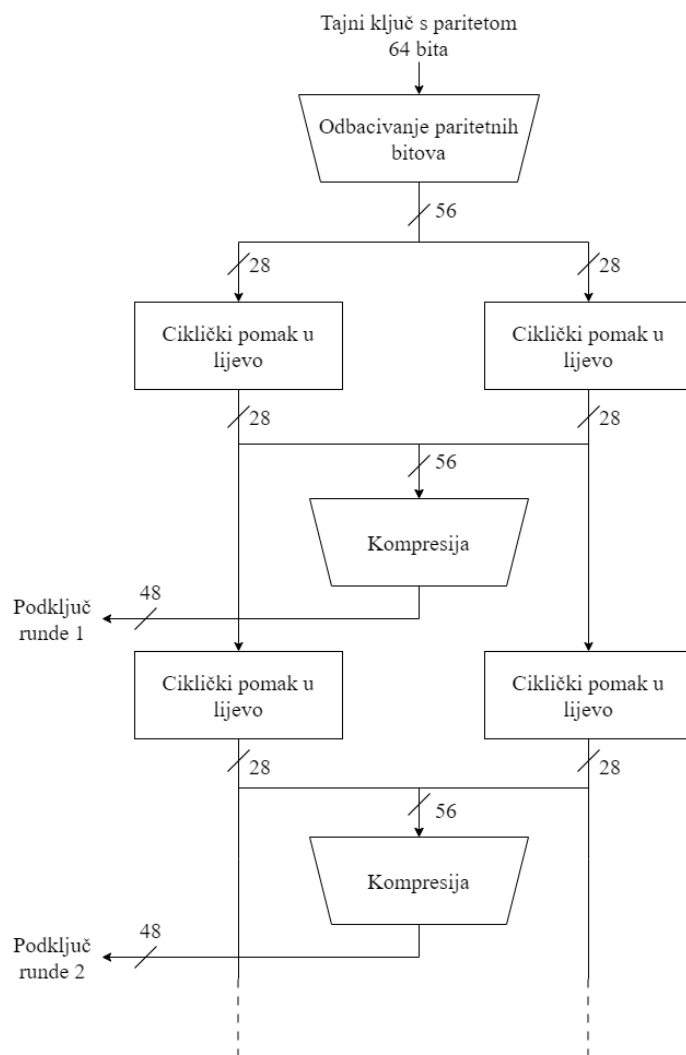 Tajni ključ s paritetom
64 bita
Odbacivanje paritetnih
bitova
56
28
28
Ciklički pomak u
lijevo
Ciklički pomak u
lijevo
28
28
56
Kompresija
48
Podključ
runde 1
Ciklički pomak u
lijevo
Ciklički pomak u
lijevo
28
28
56
Kompresija
48
Podključ
runde 2